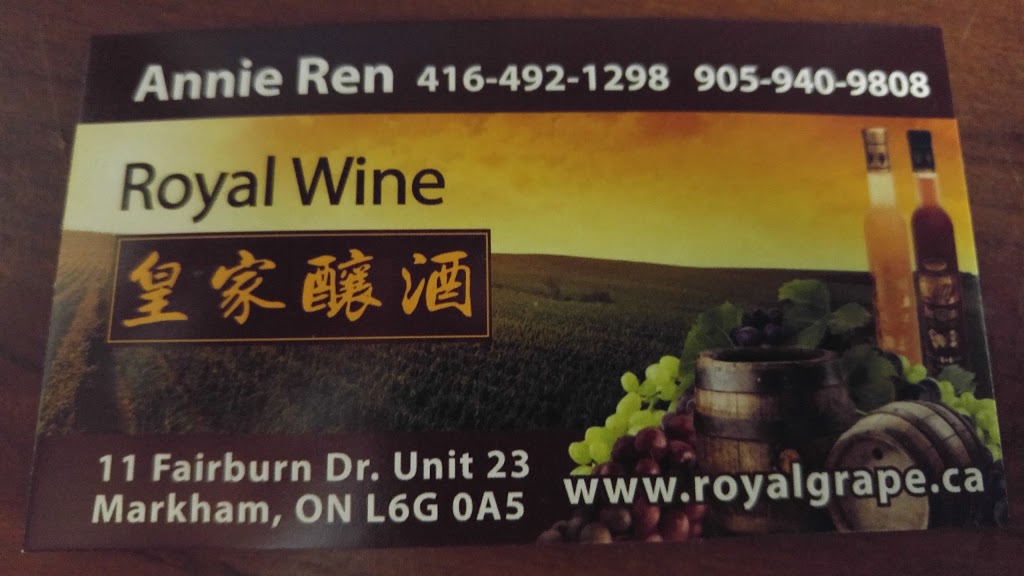 Annie Ren 416-492-1298 905-940-9808
Royal Wine
皇家釀酒
11 Fairburn Dr. Unit 23
Markham, ON L6G 0A5
www.royalgrape.ca